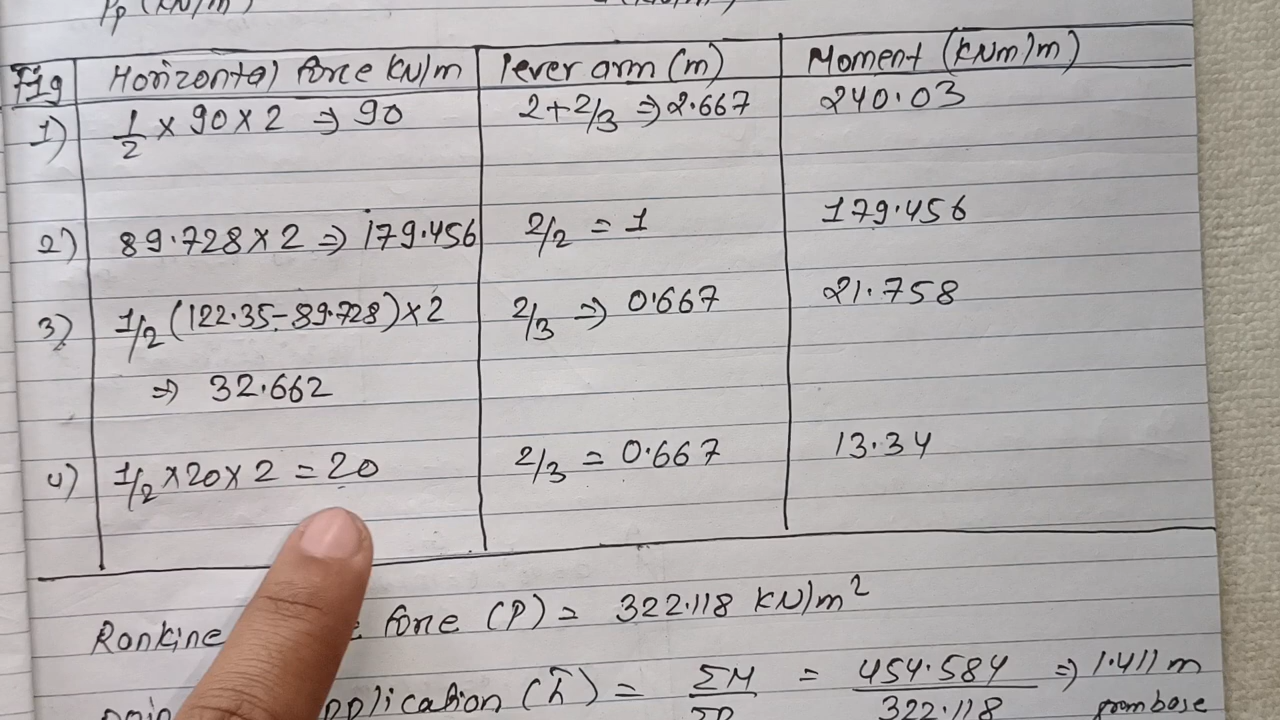 Pp (KN/m²)
Fig Horizontal force KN/m lever arm (m) Moment (KNm/m)
1) 1/2 x 90 x 2 => 90 2+2/3 => 2.667 240.03
2) 89.728 x 2 => 179.456 2/2 = 1 179.456
3) 1/2 (122.35-89.728) x 2 2/3 => 0.667 21.758
=> 32.662
4) 1/2 x 20 x 2 = 20 2/3 = 0.667 13.34
Rankine force (P) = 322.118 KN/m²
(h̄) = ΣM/ΣP = 454.584/322.118 => 1.411 m
from base